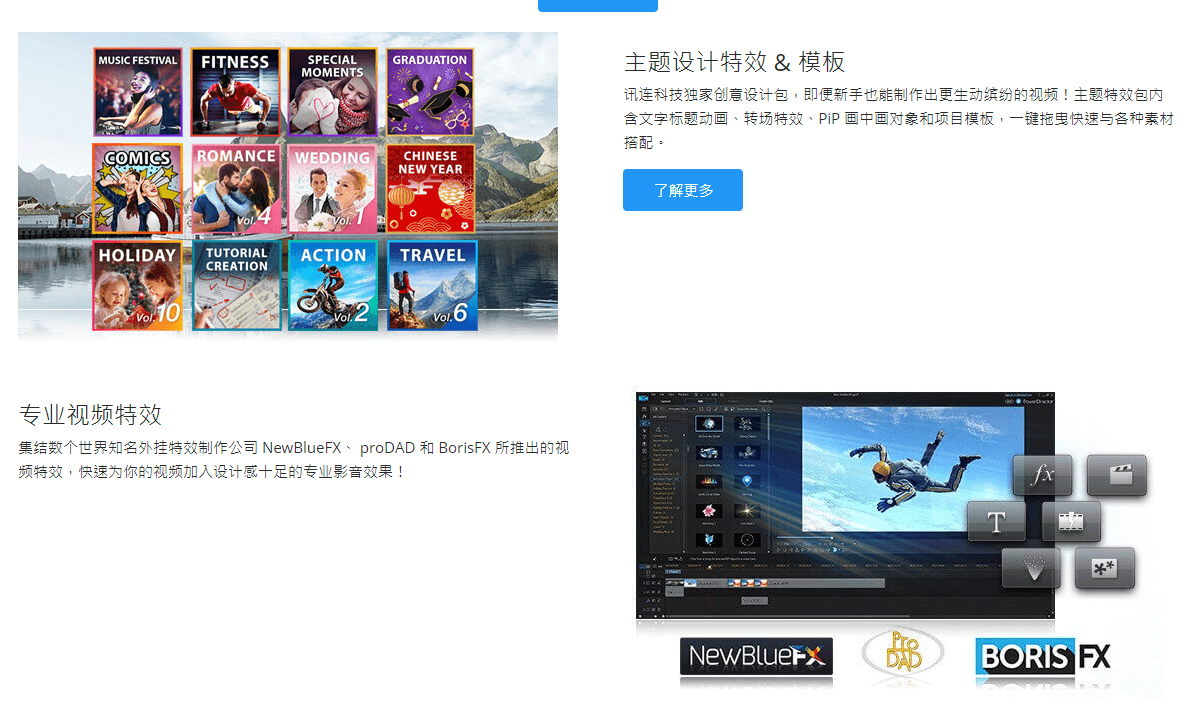 MUSIC FESTIVAL
FITNESS
SPECIAL
MOMENTS
GRADUATION
COMICS
ROMANCE
Vol.4
WEDDING
Vol.1
CHINESE
NEW YEAR
HOLIDAY
Vol.10
TUTORIAL
CREATION
ACTION
Vol.2
TRAVEL
Vol.6
主题设计特效 & 模板
讯连科技独家创意设计包，即便新手也能制作出更生动缤纷的视频！主题特效包内
含文字标题动画、转场特效、PiP 画中画对象和项目模板，一键拖曳快速与各种素材
搭配。
了解更多
专业视频特效
集结数个世界知名外挂特效制作公司 NewBlueFX、 proDAD 和 BorisFX 所推出的视
频特效，快速为你的视频加入设计感十足的专业影音效果！
PowerDirector
fx
T
NewBlueFX
ProDAD
BORIS FX